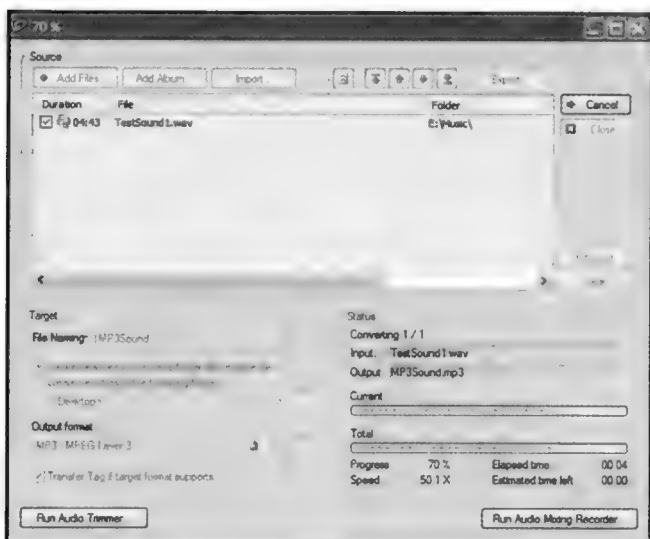 70 %
Source
Add Files Add Album Import... Export
Duration File Folder
04:43 TestSound1.wav E:\Music\
Cancel
Close
Target
File Naming: MP3Sound
Desktop
Output format
MP3 : MPEG Layer 3
Transfer Tag if target format supports
Run Audio Trimmer
Status
Converting 1 / 1
Input. TestSound1.wav
Output MP3Sound.mp3
Current
Total
Progress 70 % Elapsed time 00:04
Speed 50.1 X Estimated time left 00:00
Run Audio Mixing Recorder